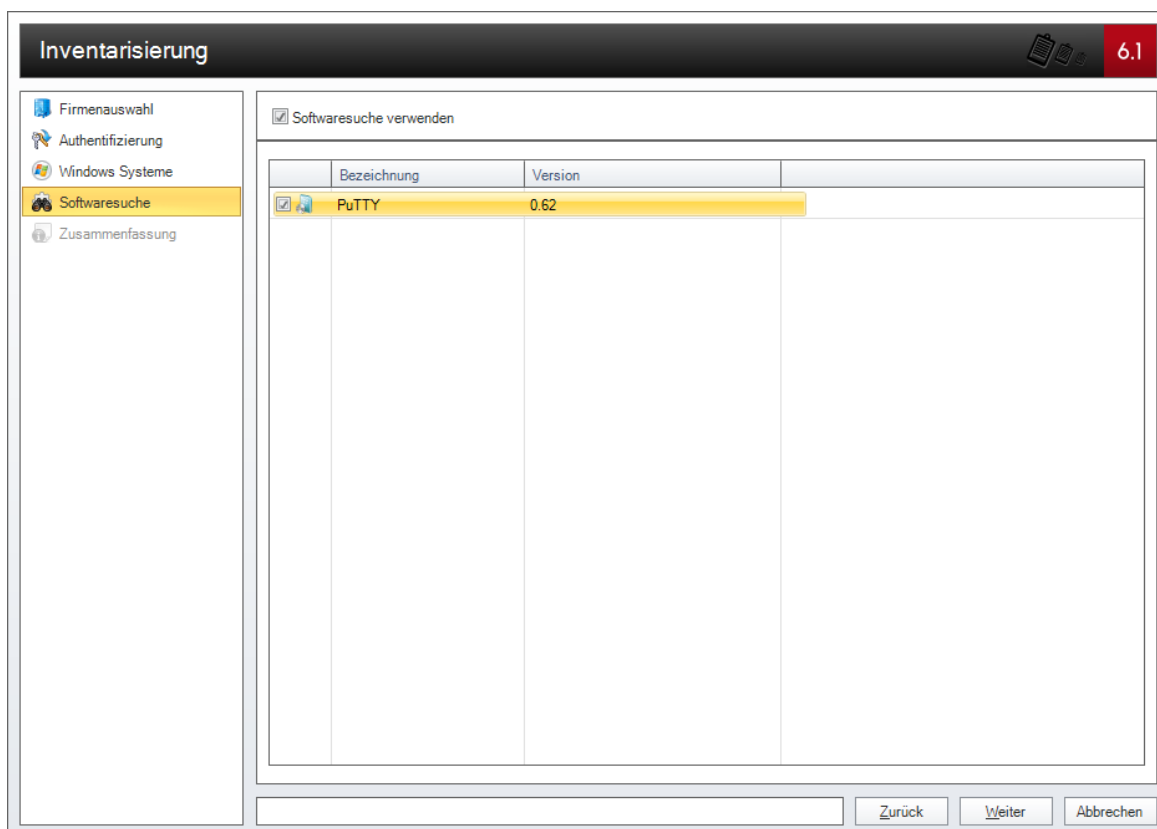 Inventarisierung
6.1
Firmenauswahl
Authentifizierung
Windows Systeme
Softwaresuche
Zusammenfassung
Softwaresuche verwenden
Bezeichnung Version
PuTTY 0.62
Zurück Weiter Abbrechen